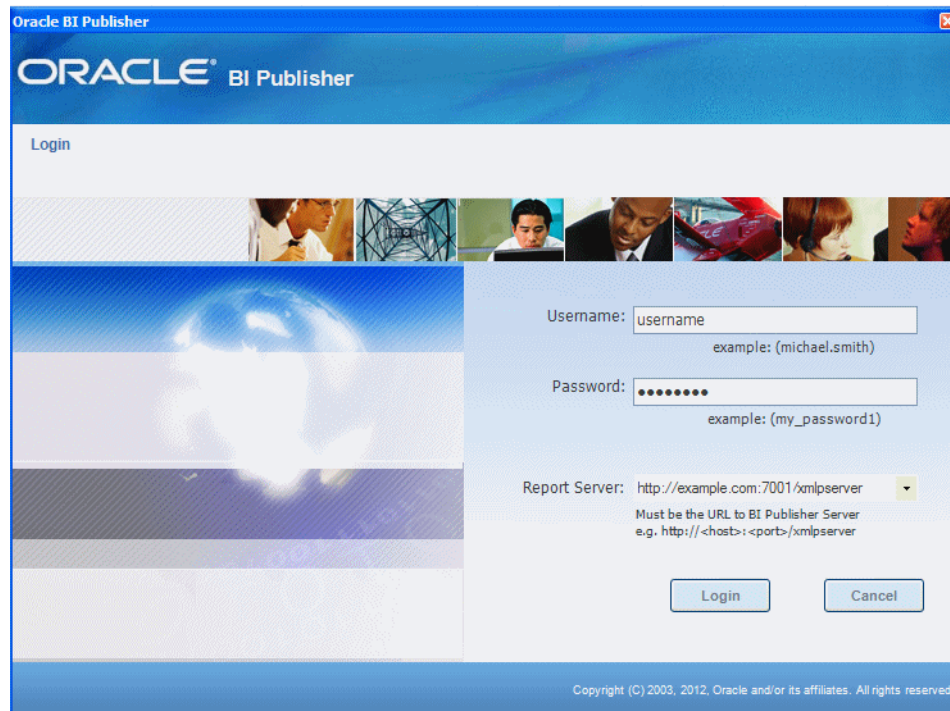 Oracle BI Publisher
ORACLE® BI Publisher
Login
Username: username
example: (michael.smith)
Password: ●●●●●●●●
example: (my_password1)
Report Server: http://example.com:7001/xmlpserver
Must be the URL to BI Publisher Server
e.g. http://<host>:<port>/xmlpserver
Login Cancel
Copyright (C) 2003, 2012, Oracle and/or its affiliates. All rights reserved